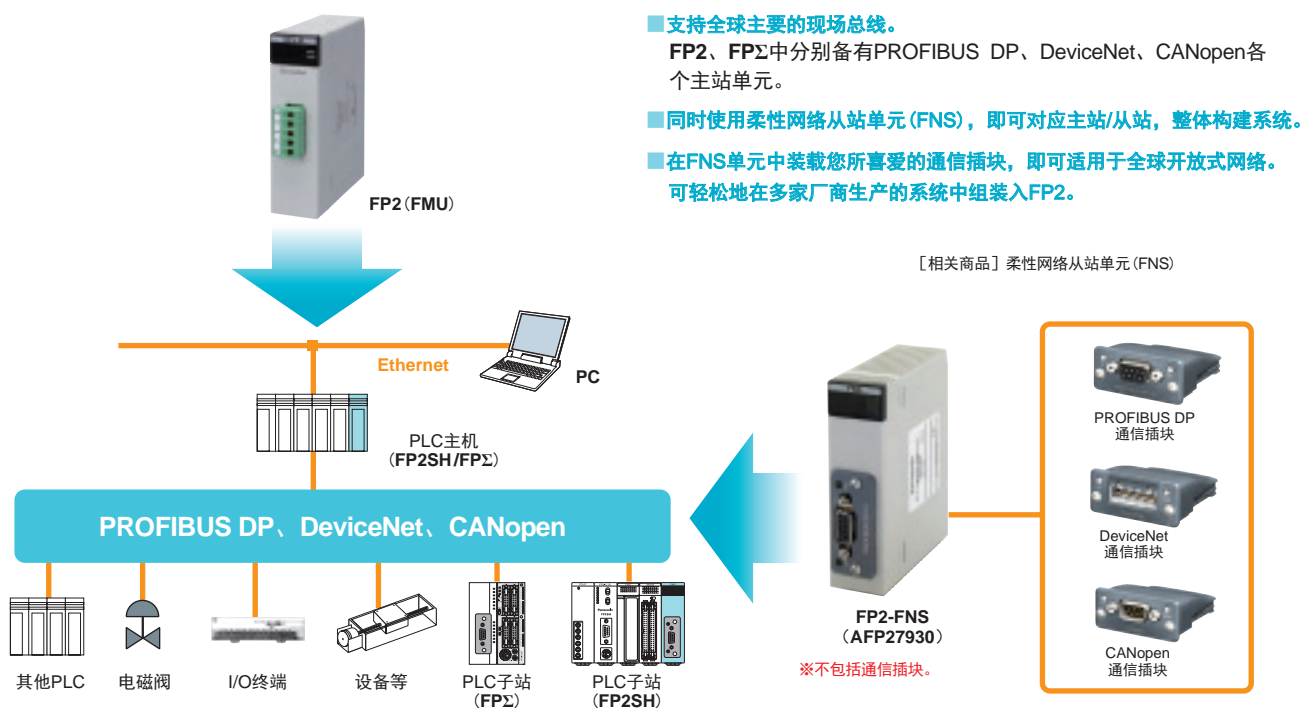 ■支持全球主要的现场总线。
FP2、FPΣ中分别备有PROFIBUS DP、DeviceNet、CANopen各
个主站单元。
■同时使用柔性网络从站单元(FNS)，即可对应主站/从站，整体构建系统。
■在FNS单元中装载您所喜爱的通信插块，即可适用于全球开放式网络。
可轻松地在多家厂商生产的系统中组装入FP2。
FP2(FMU)
［相关商品］柔性网络从站单元(FNS)
Ethernet
PC
PLC主机
(FP2SH/FPΣ)
PROFIBUS DP、DeviceNet、CANopen
其他PLC
电磁阀
I/O终端
设备等
PLC子站
(FPΣ)
PLC子站
(FP2SH)
FP2-FNS
(AFP27930)
※不包括通信插块。
PROFIBUS DP
通信插块
DeviceNet
通信插块
CANopen
通信插块